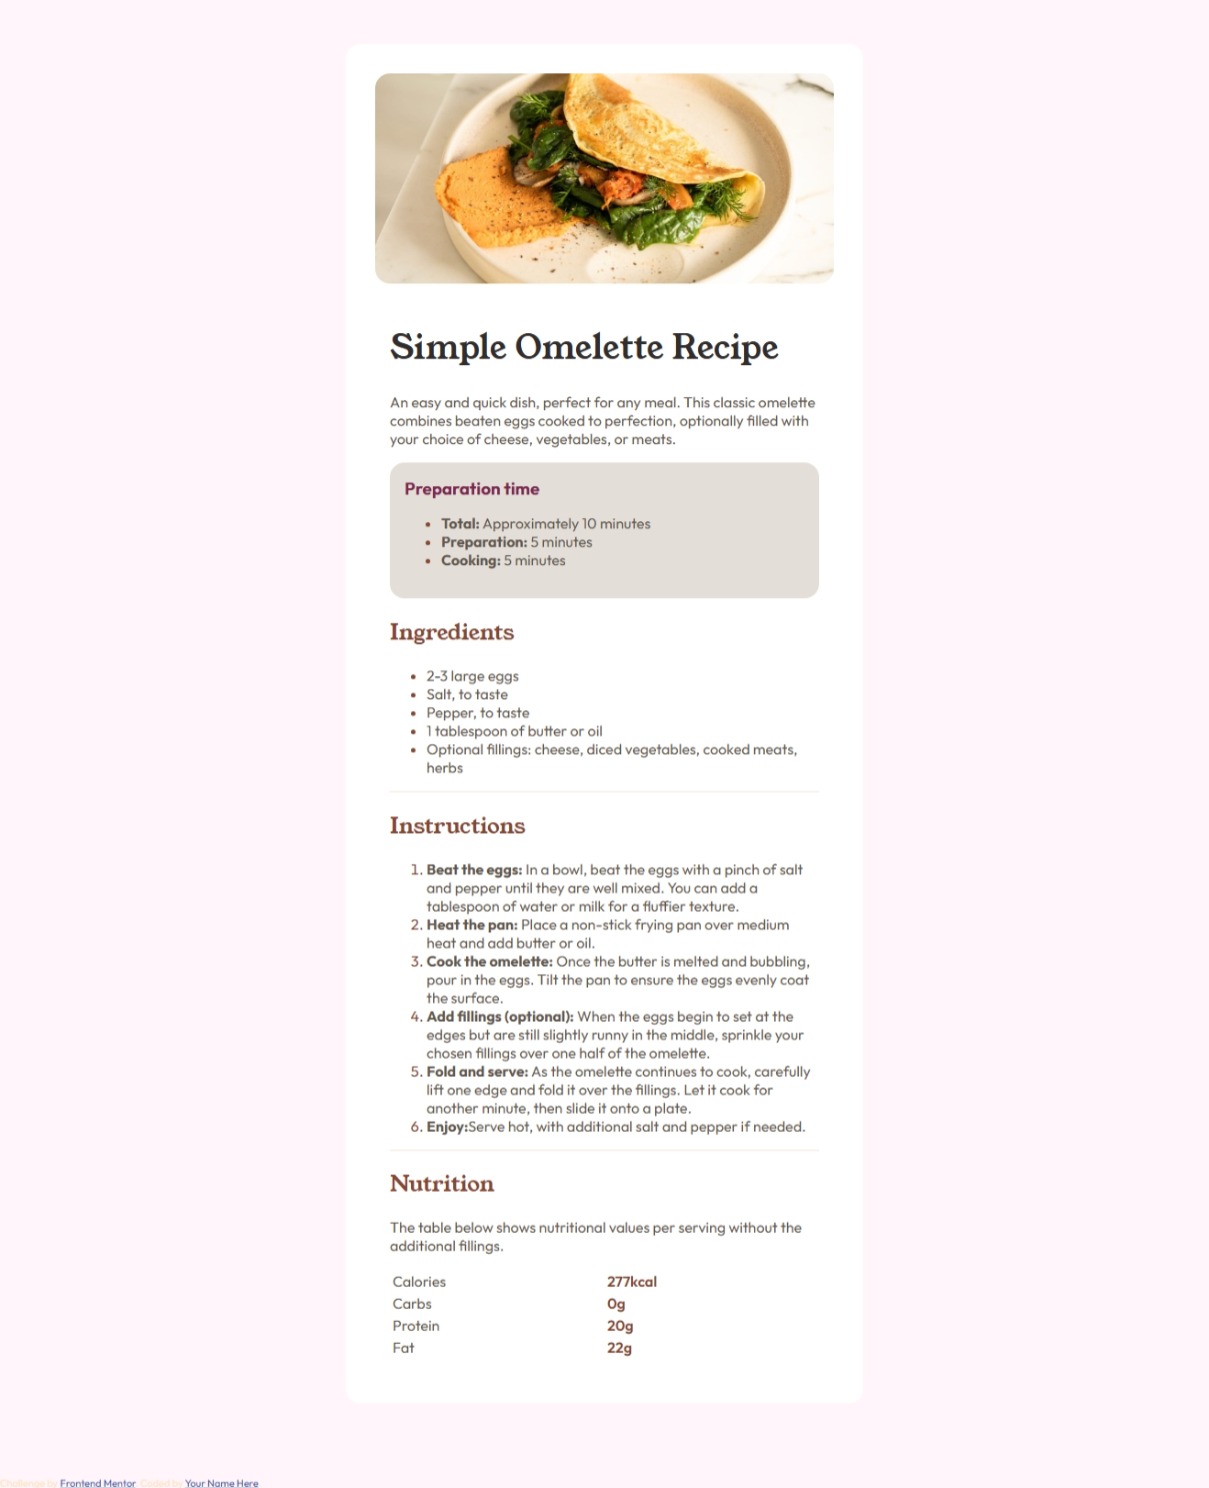 Simple Omelette Recipe
An easy and quick dish, perfect for any meal. This classic omelette
combines beaten eggs cooked to perfection, optionally filled with
your choice of cheese, vegetables, or meats.
Preparation time
• Total: Approximately 10 minutes
• Preparation: 5 minutes
• Cooking: 5 minutes
Ingredients
• 2-3 large eggs
• Salt, to taste
• Pepper, to taste
• 1 tablespoon of butter or oil
• Optional fillings: cheese, diced vegetables, cooked meats,
herbs
Instructions
1. Beat the eggs: In a bowl, beat the eggs with a pinch of salt
and pepper until they are well mixed. You can add a
tablespoon of water or milk for a fluffier texture.
2. Heat the pan: Place a non-stick frying pan over medium
heat and add butter or oil.
3. Cook the omelette: Once the butter is melted and bubbling,
pour in the eggs. Tilt the pan to ensure the eggs evenly coat
the surface.
4. Add fillings (optional): When the eggs begin to set at the
edges but are still slightly runny in the middle, sprinkle your
chosen fillings over one half of the omelette.
5. Fold and serve: As the omelette continues to cook, carefully
lift one edge and fold it over the fillings. Let it cook for
another minute, then slide it onto a plate.
6. Enjoy:Serve hot, with additional salt and pepper if needed.
Nutrition
The table below shows nutritional values per serving without the
additional fillings.
Calories 277kcal
Carbs 0g
Protein 20g
Fat 22g
Challenge by Frontend Mentor. Coded by Your Name Here